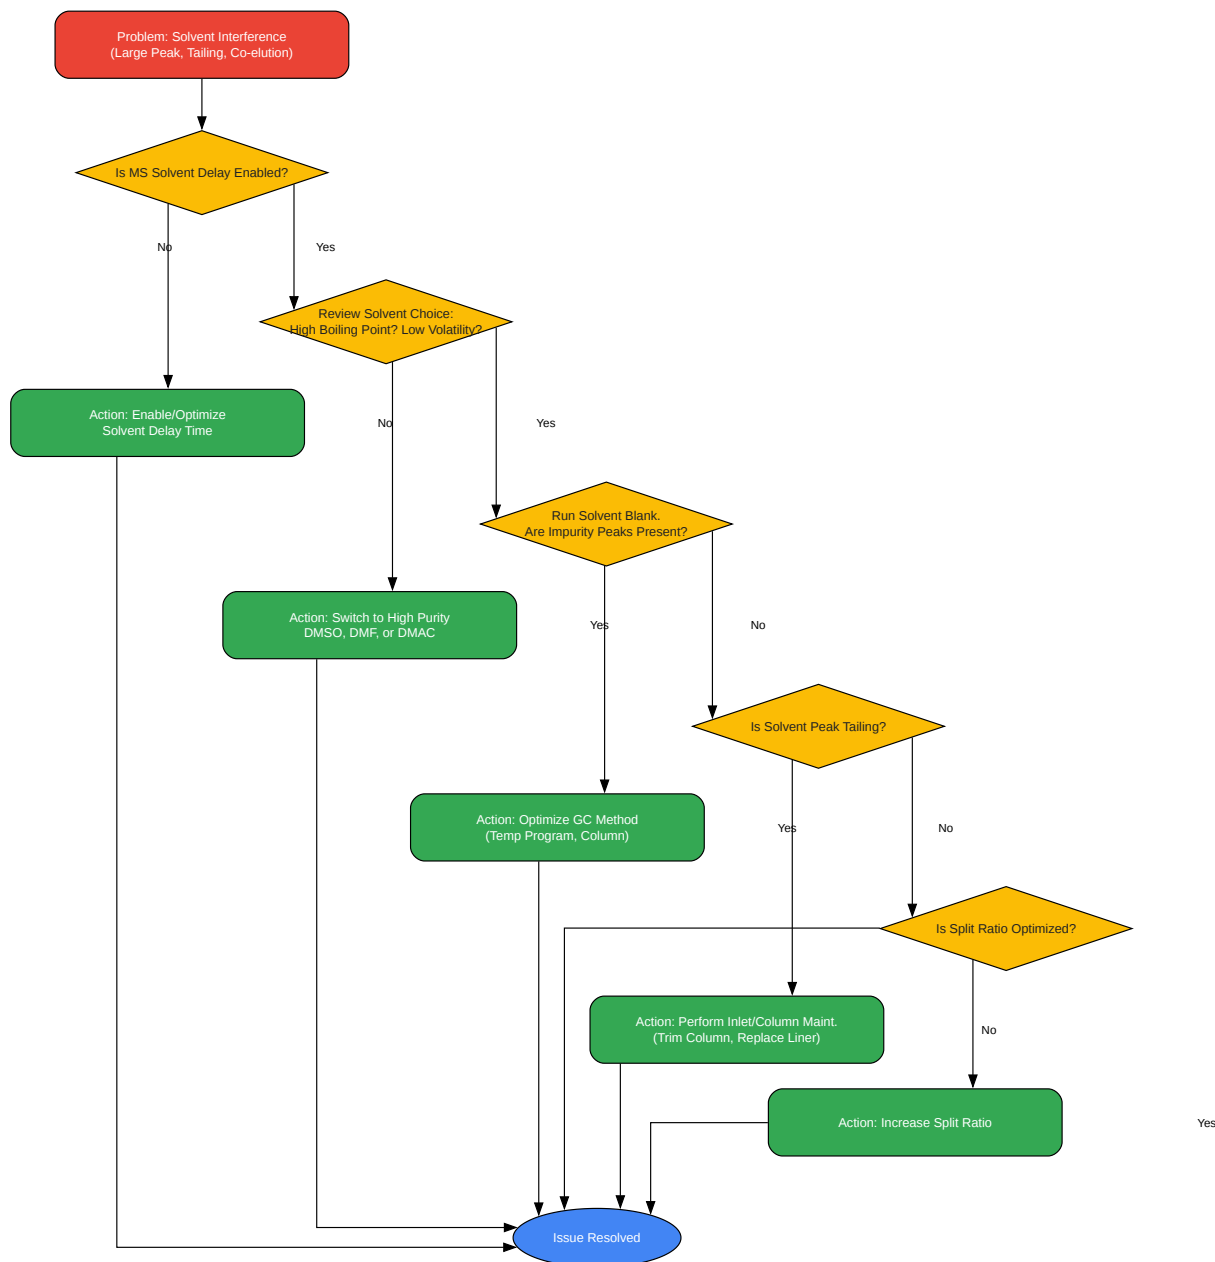 Problem: Solvent Interference
(Large Peak, Tailing, Co-elution)
Is MS Solvent Delay Enabled?
No
Yes
Review Solvent Choice:
High Boiling Point? Low Volatility?
Action: Enable/Optimize
Solvent Delay Time
No
Yes
Run Solvent Blank.
Are Impurity Peaks Present?
Action: Switch to High Purity
DMSO, DMF, or DMAC
Yes
No
Is Solvent Peak Tailing?
Action: Optimize GC Method
(Temp Program, Column)
Yes
No
Is Split Ratio Optimized?
Action: Perform Inlet/Column Maint.
(Trim Column, Replace Liner)
No
Action: Increase Split Ratio
Yes
Issue Resolved